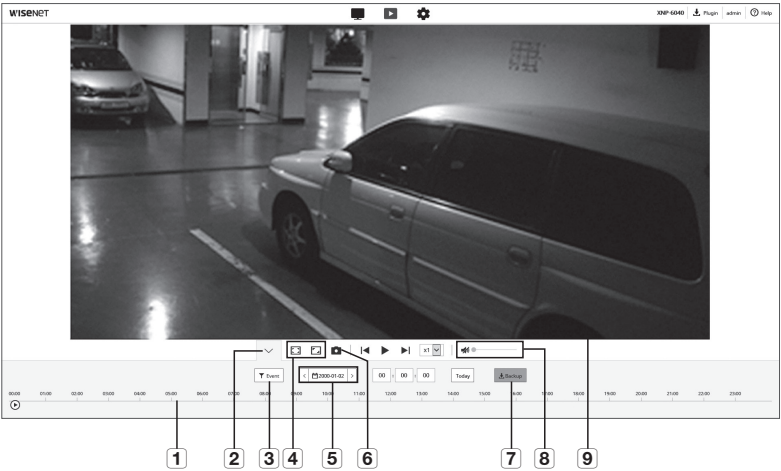 WISENET
XNP-6040 Plugin admin Help
x1
Event 2000-01-02 00 : 00 : 00 Today Backup
00:00 01:00 02:00 03:00 04:00 05:00 06:00 07:00 08:00 09:00 10:00 11:00 12:00 13:00 14:00 15:00 16:00 17:00 18:00 19:00 20:00 21:00 22:00 23:00
1 2 3 4 5 6 7 8 9